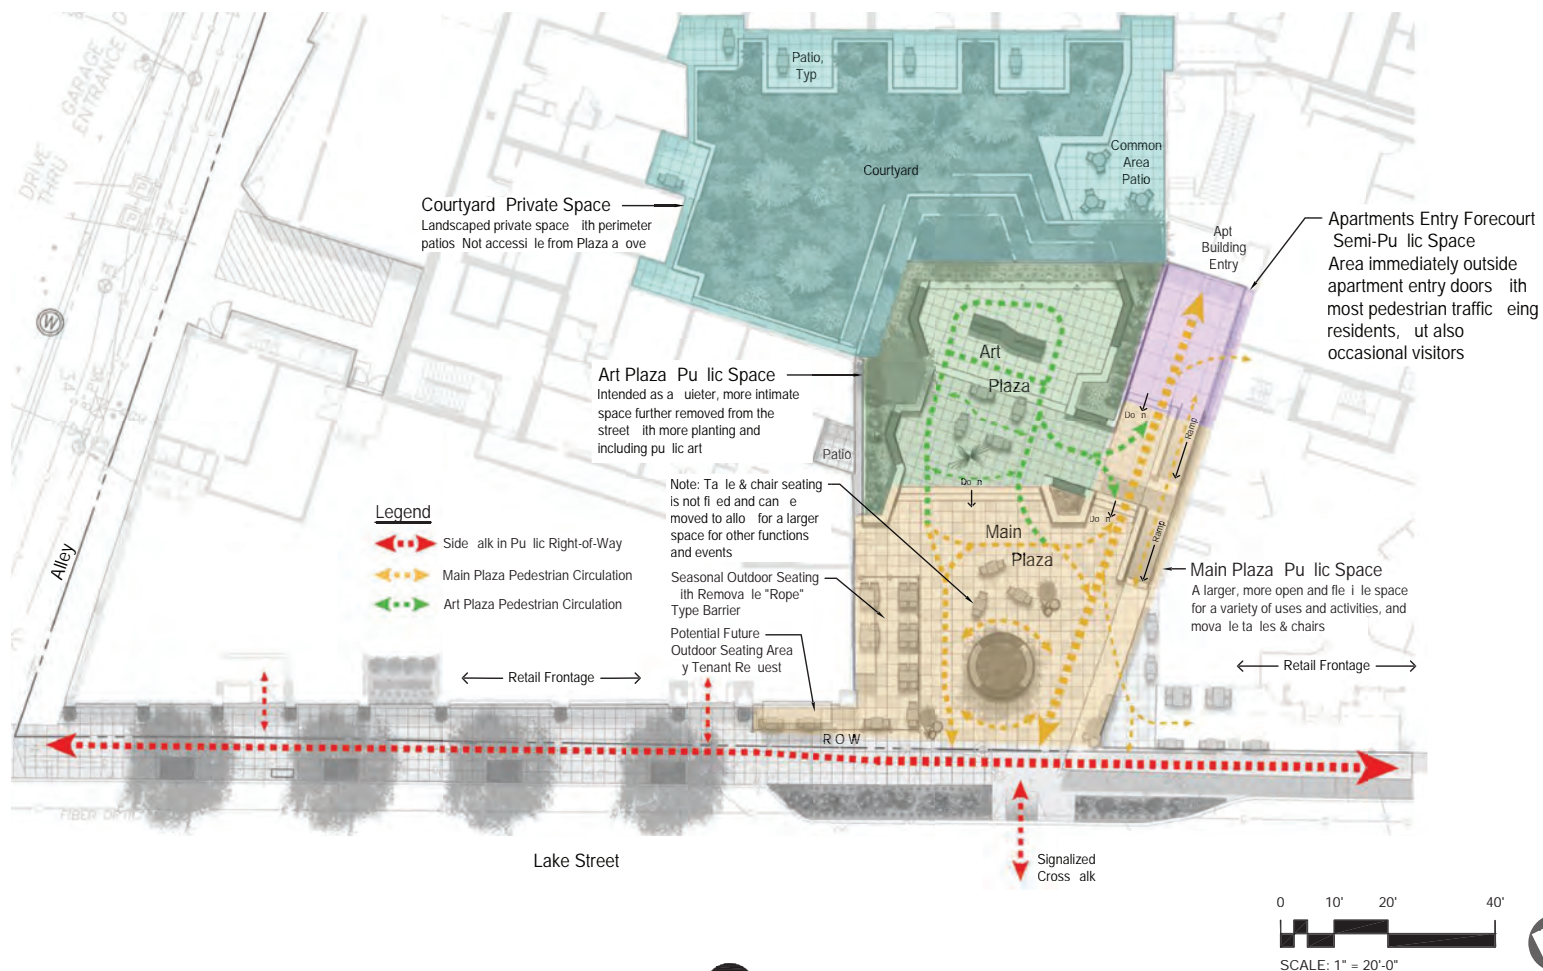 DRIVE
THRU
GARAGE
ENTRANCE
Patio,
Typ
Courtyard
Common
Area
Patio
Courtyard Private Space
Landscaped private space ith perimeter
patios Not accessi le from Plaza a ove
Apt
Building
Entry
Apartments Entry Forecourt
Semi-Pu lic Space
Area immediately outside
apartment entry doors ith
most pedestrian traffic eing
residents, ut also
occasional visitors
W
Art Plaza Pu lic Space
Intended as a uieter, more intimate
space further removed from the
street ith more planting and
including pu lic art
Art
Plaza
Do n
Ramp
Patio
Note: Ta le & chair seating
is not fi ed and can e
moved to allo for a larger
space for other functions
and events
Do n
Do n
Ramp
Main
Plaza
Legend
Side alk in Pu lic Right-of-Way
Main Plaza Pedestrian Circulation
Art Plaza Pedestrian Circulation
Alley
Seasonal Outdoor Seating
ith Remova le "Rope"
Type Barrier
Potential Future
Outdoor Seating Area
y Tenant Re uest
Main Plaza Pu lic Space
A larger, more open and fle i le space
for a variety of uses and activities, and
mova le ta les & chairs
Retail Frontage
Retail Frontage
R O W
FIBER OPTIC
Lake Street
Signalized
Cross alk
0 10' 20' 40'
SCALE: 1" = 20'-0"